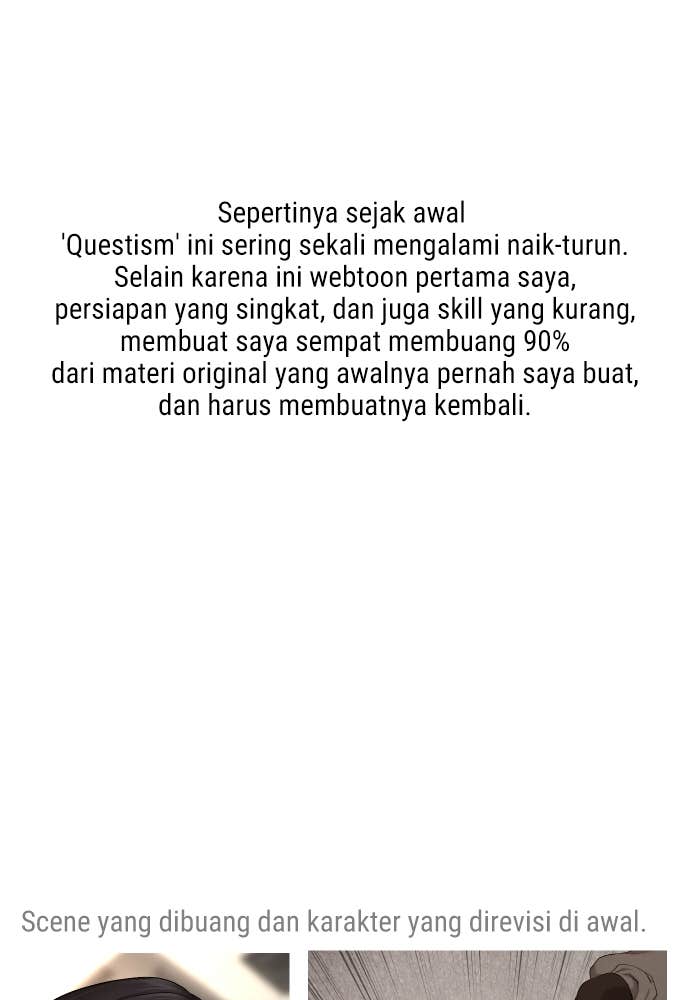 Sepertinya sejak awal
'Questism' ini sering sekali mengalami naik-turun.
Selain karena ini webtoon pertama saya,
persiapan yang singkat, dan juga skill yang kurang,
membuat saya sempat membuang 90%
dari materi original yang awalnya pernah saya buat,
dan harus membuatnya kembali.
Scene yang dibuang dan karakter yang direvisi di awal.